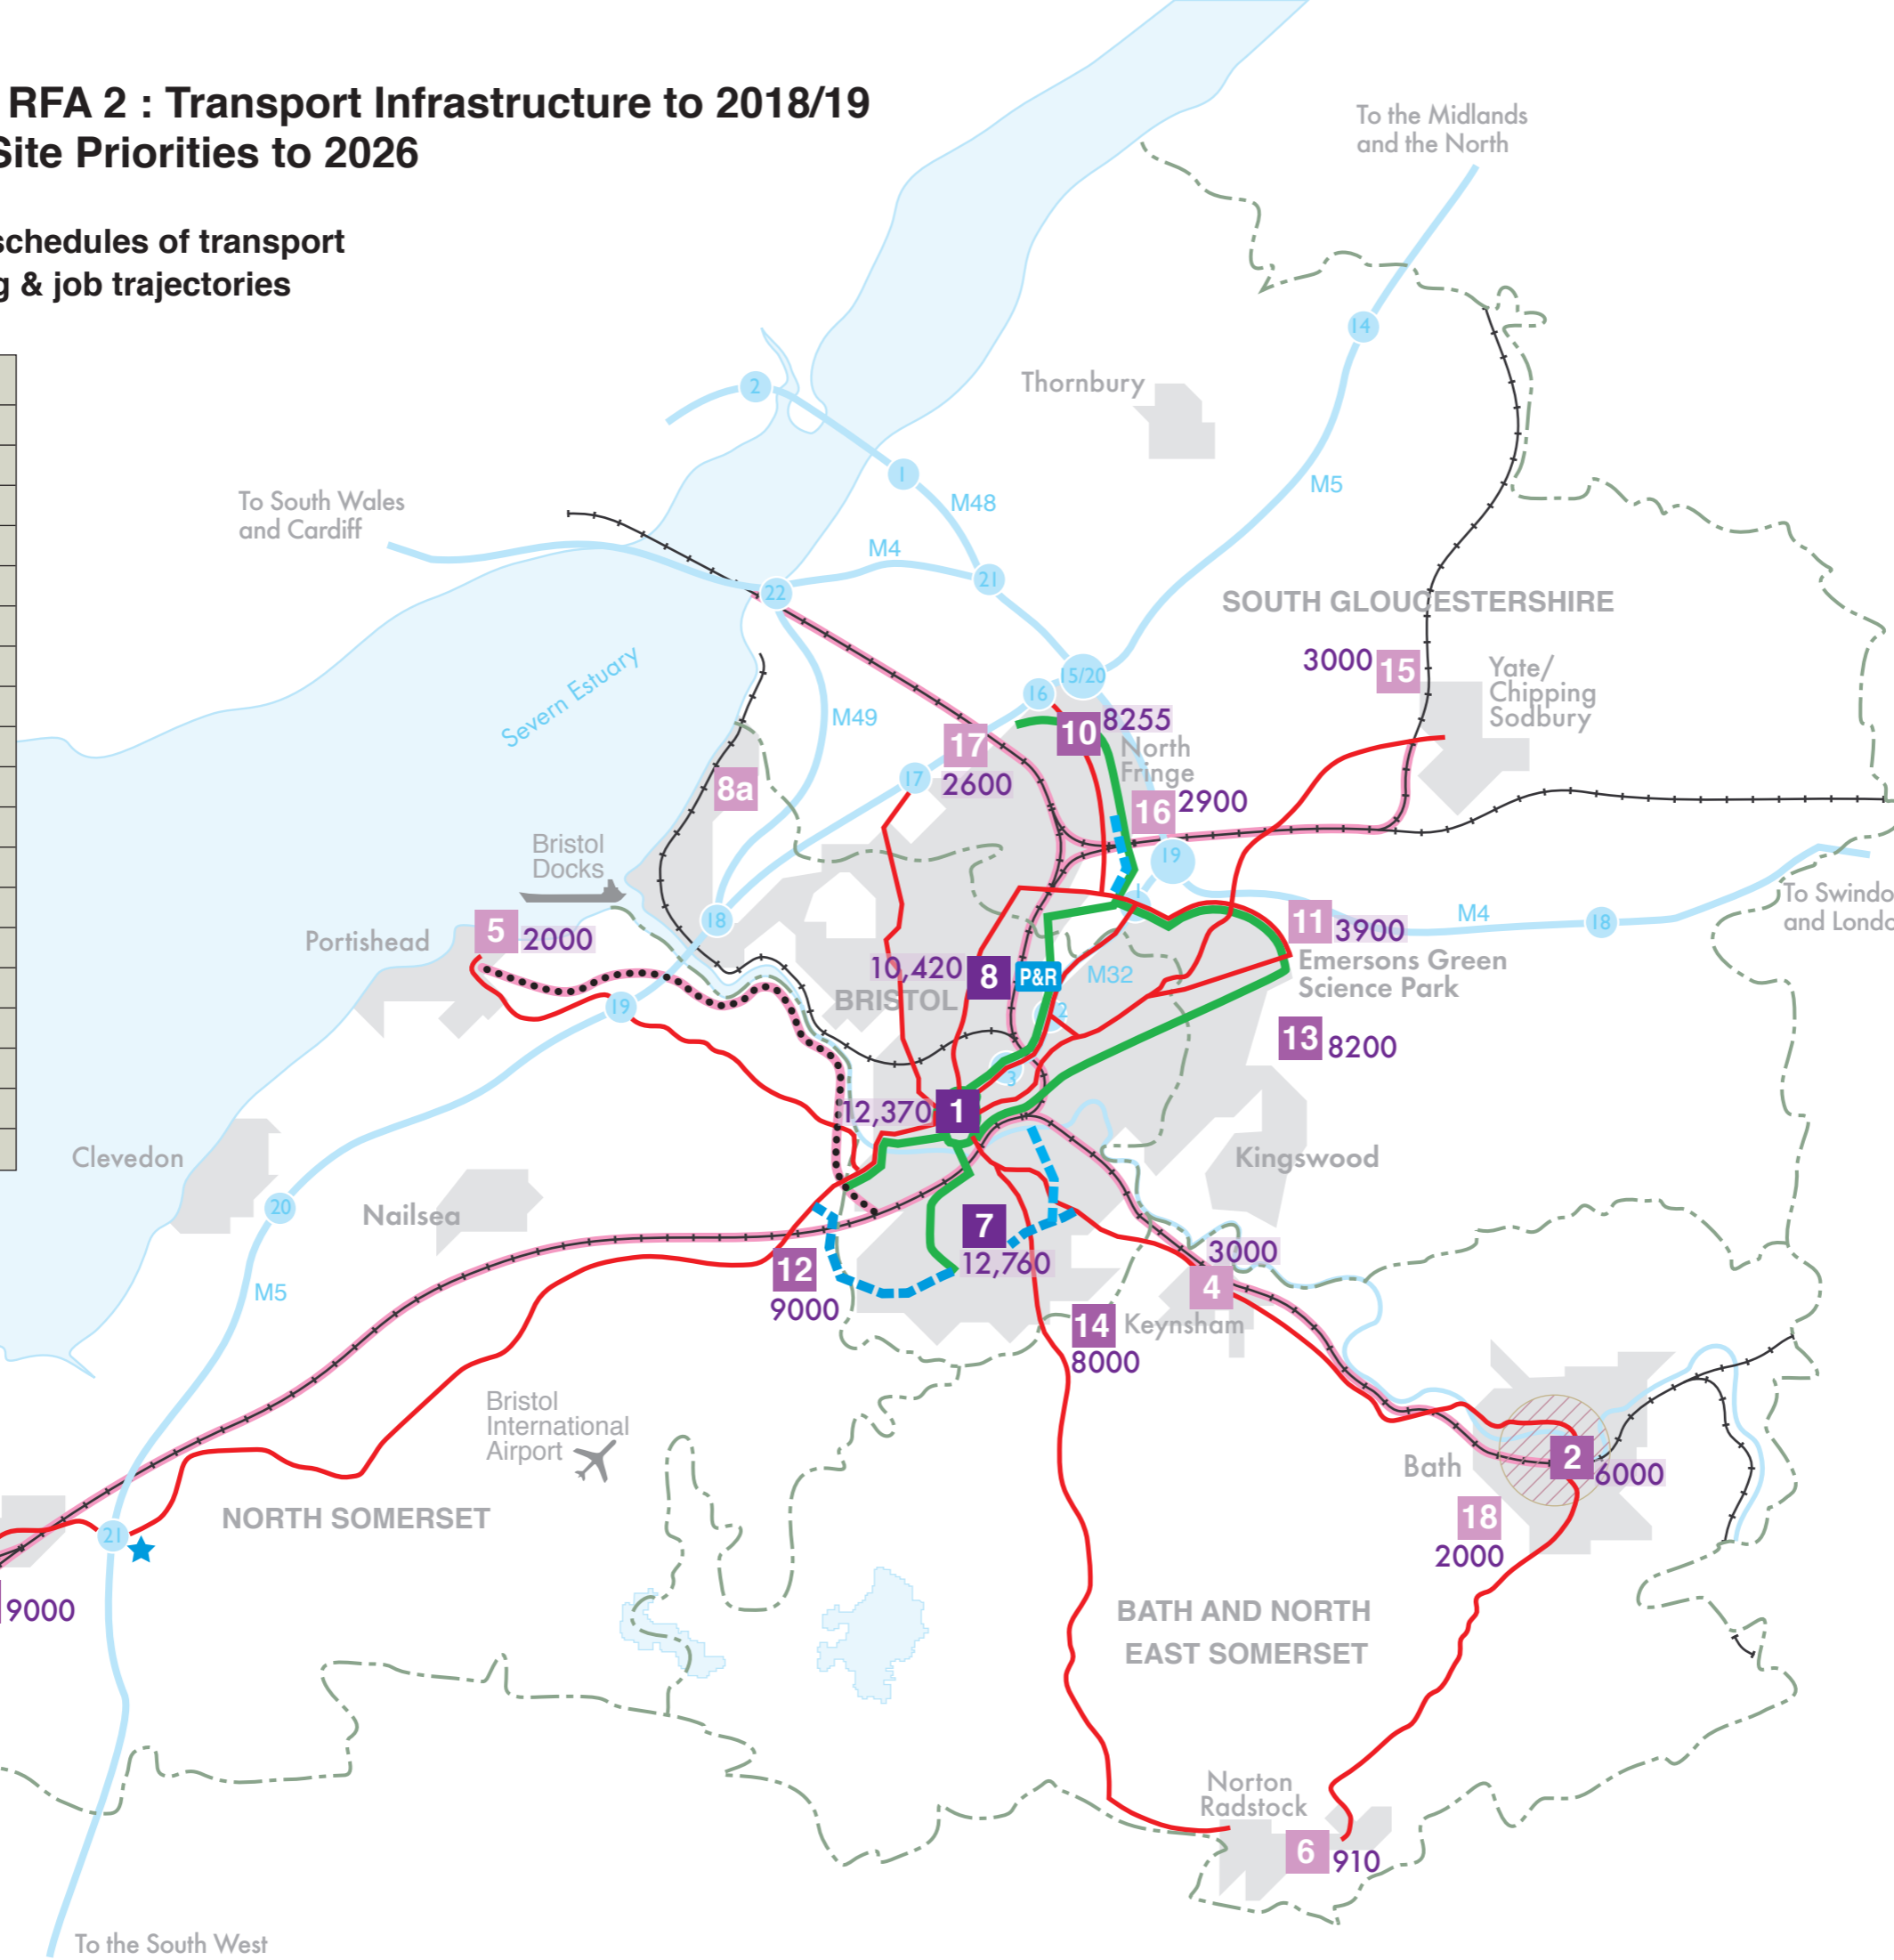 RFA 2 : Transport Infrastructure to 2018/19
Site Priorities to 2026
schedules of transport
g & job trajectories
To the Midlands
and the North
14
Thornbury
2
1
M48
M5
To South Wales
and Cardiff
M4
21
22
SOUTH GLOUCESTERSHIRE
3000
15
Yate/
Chipping
Sodbury
Severn Estuary
15/20
16
M49
10
8255
North
Fringe
17
2600
17
8a
16
2900
Bristol
Docks
19
1
To Swindo
and Londo
18
5
2000
Portishead
18
M4
11
3900
Emersons Green
Science Park
10,420
8
P&R
M32
BRISTOL
19
2
13
8200
3
12,370
1
Clevedon
Kingswood
20
Nailsea
7
12,760
3000
4
12
9000
M5
14
Keynsham
8000
Bristol
International
Airport
Bath
2
6000
18
2000
NORTH SOMERSET
21
9000
BATH AND NORTH
EAST SOMERSET
Norton
Radstock
6
910
To the South West